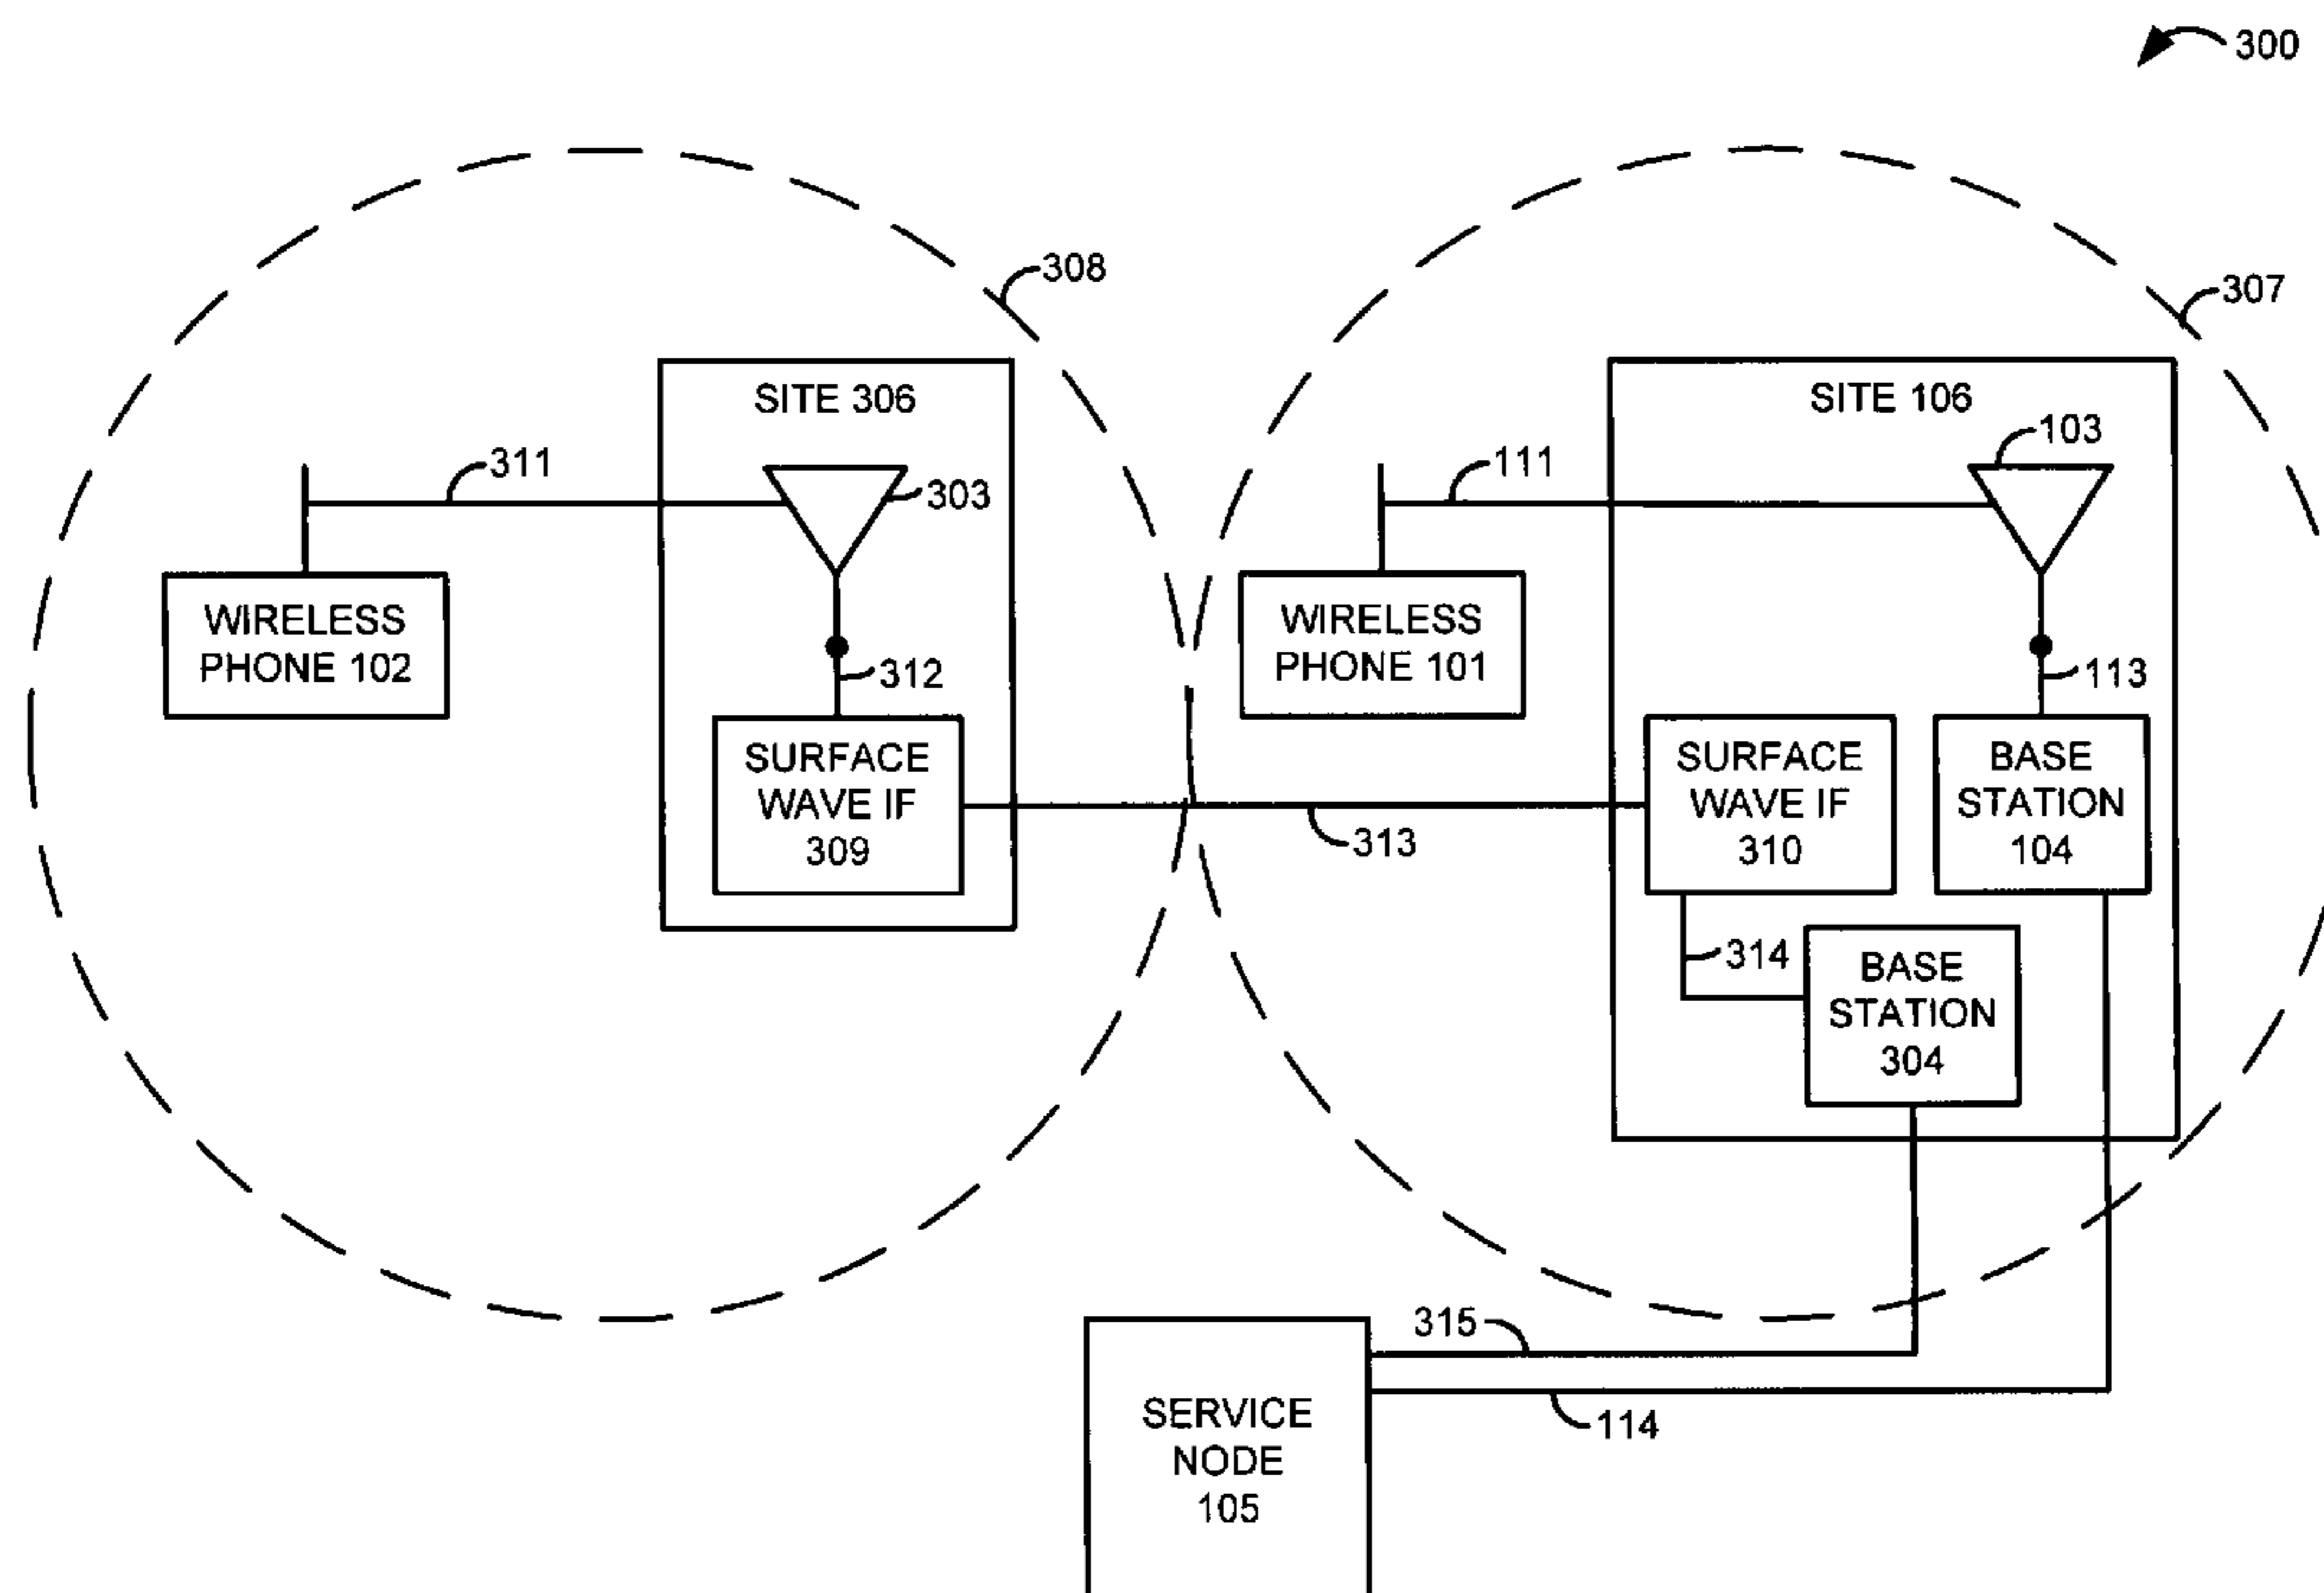 300
308
307
SITE 306
SITE 106
103
311
111
303
WIRELESS
PHONE 102
WIRELESS
PHONE 101
312
113
SURFACE
WAVE IF
309
SURFACE
WAVE IF
310
BASE
STATION
104
313
314
BASE
STATION
304
315
114
SERVICE
NODE
105